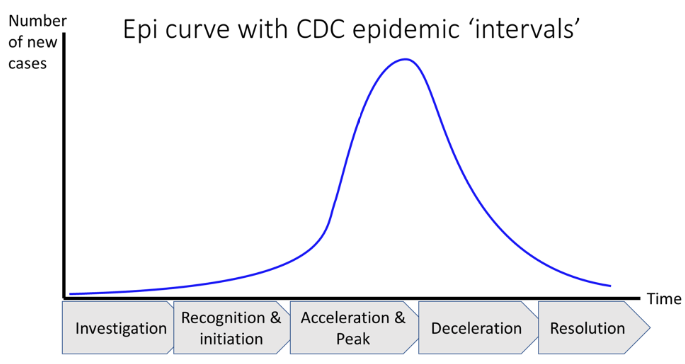 Number
of new
cases
Epi curve with CDC epidemic ‘intervals’
Time
Investigation
Recognition &
initiation
Acceleration &
Peak
Deceleration
Resolution